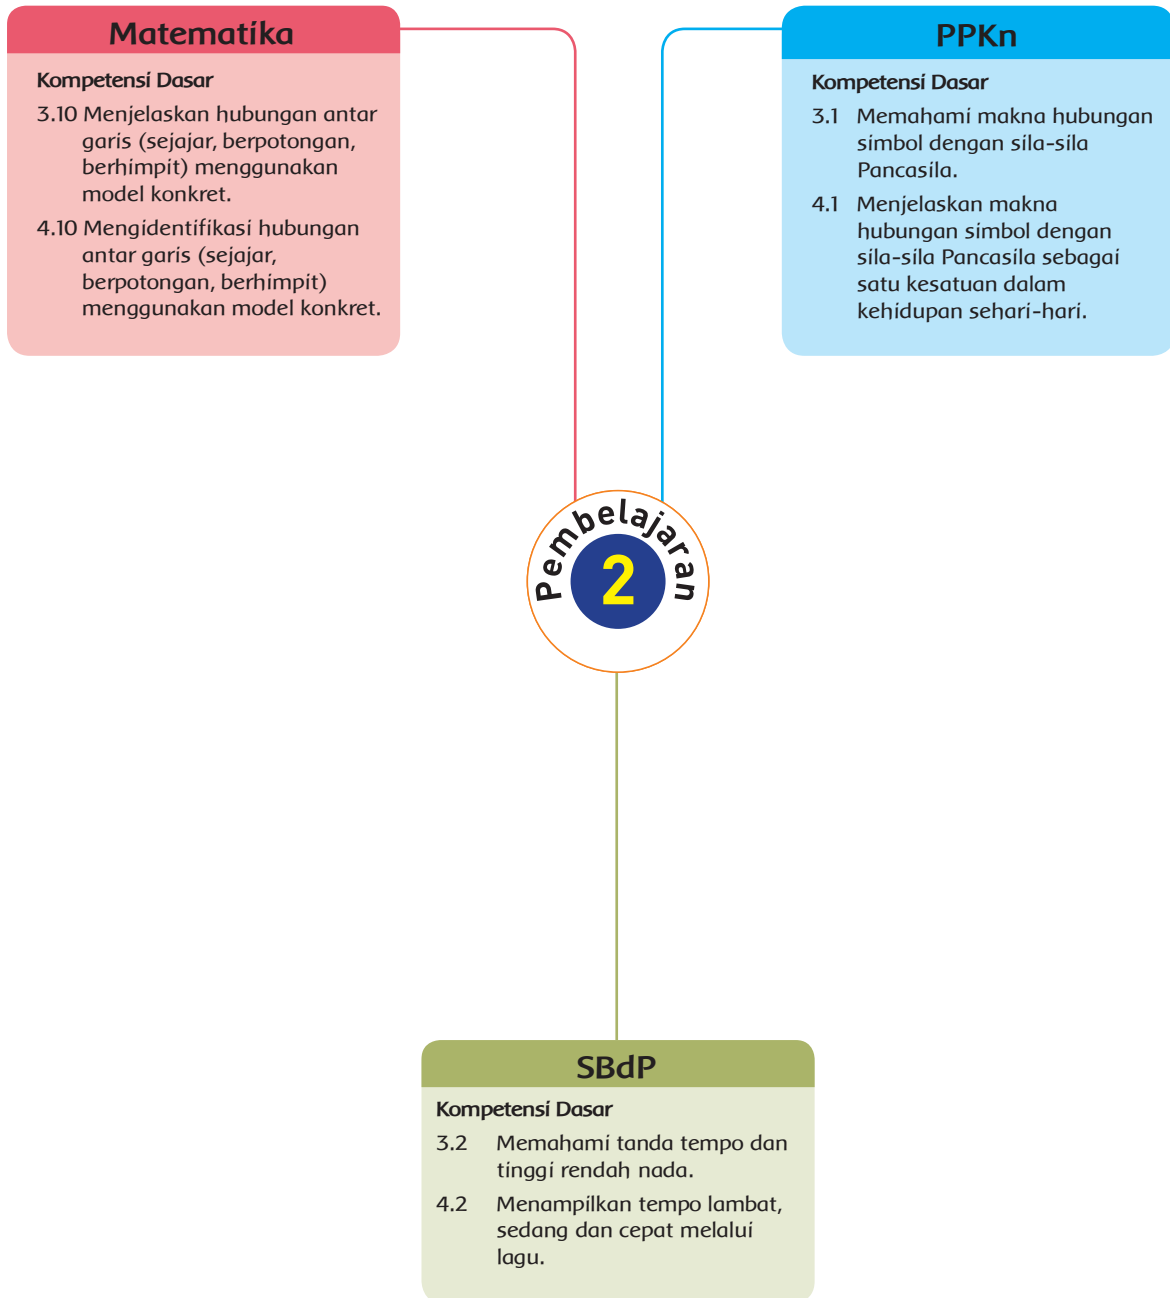 Matematika
Kompetensi Dasar
3.10 Menjelaskan hubungan antar
garis (sejajar, berpotongan,
berhimpit) menggunakan
model konkret.
4.10 Mengidentifikasi hubungan
antar garis (sejajar,
berpotongan, berhimpit)
menggunakan model konkret.
PPKn
Kompetensi Dasar
3.1 Memahami makna hubungan
simbol dengan sila-sila
Pancasila.
4.1 Menjelaskan makna
hubungan simbol dengan
sila-sila Pancasila sebagai
satu kesatuan dalam
kehidupan sehari-hari.
Pembelajaran
2
SBdP
Kompetensi Dasar
3.2 Memahami tanda tempo dan
tinggi rendah nada.
4.2 Menampilkan tempo lambat,
sedang dan cepat melalui
lagu.